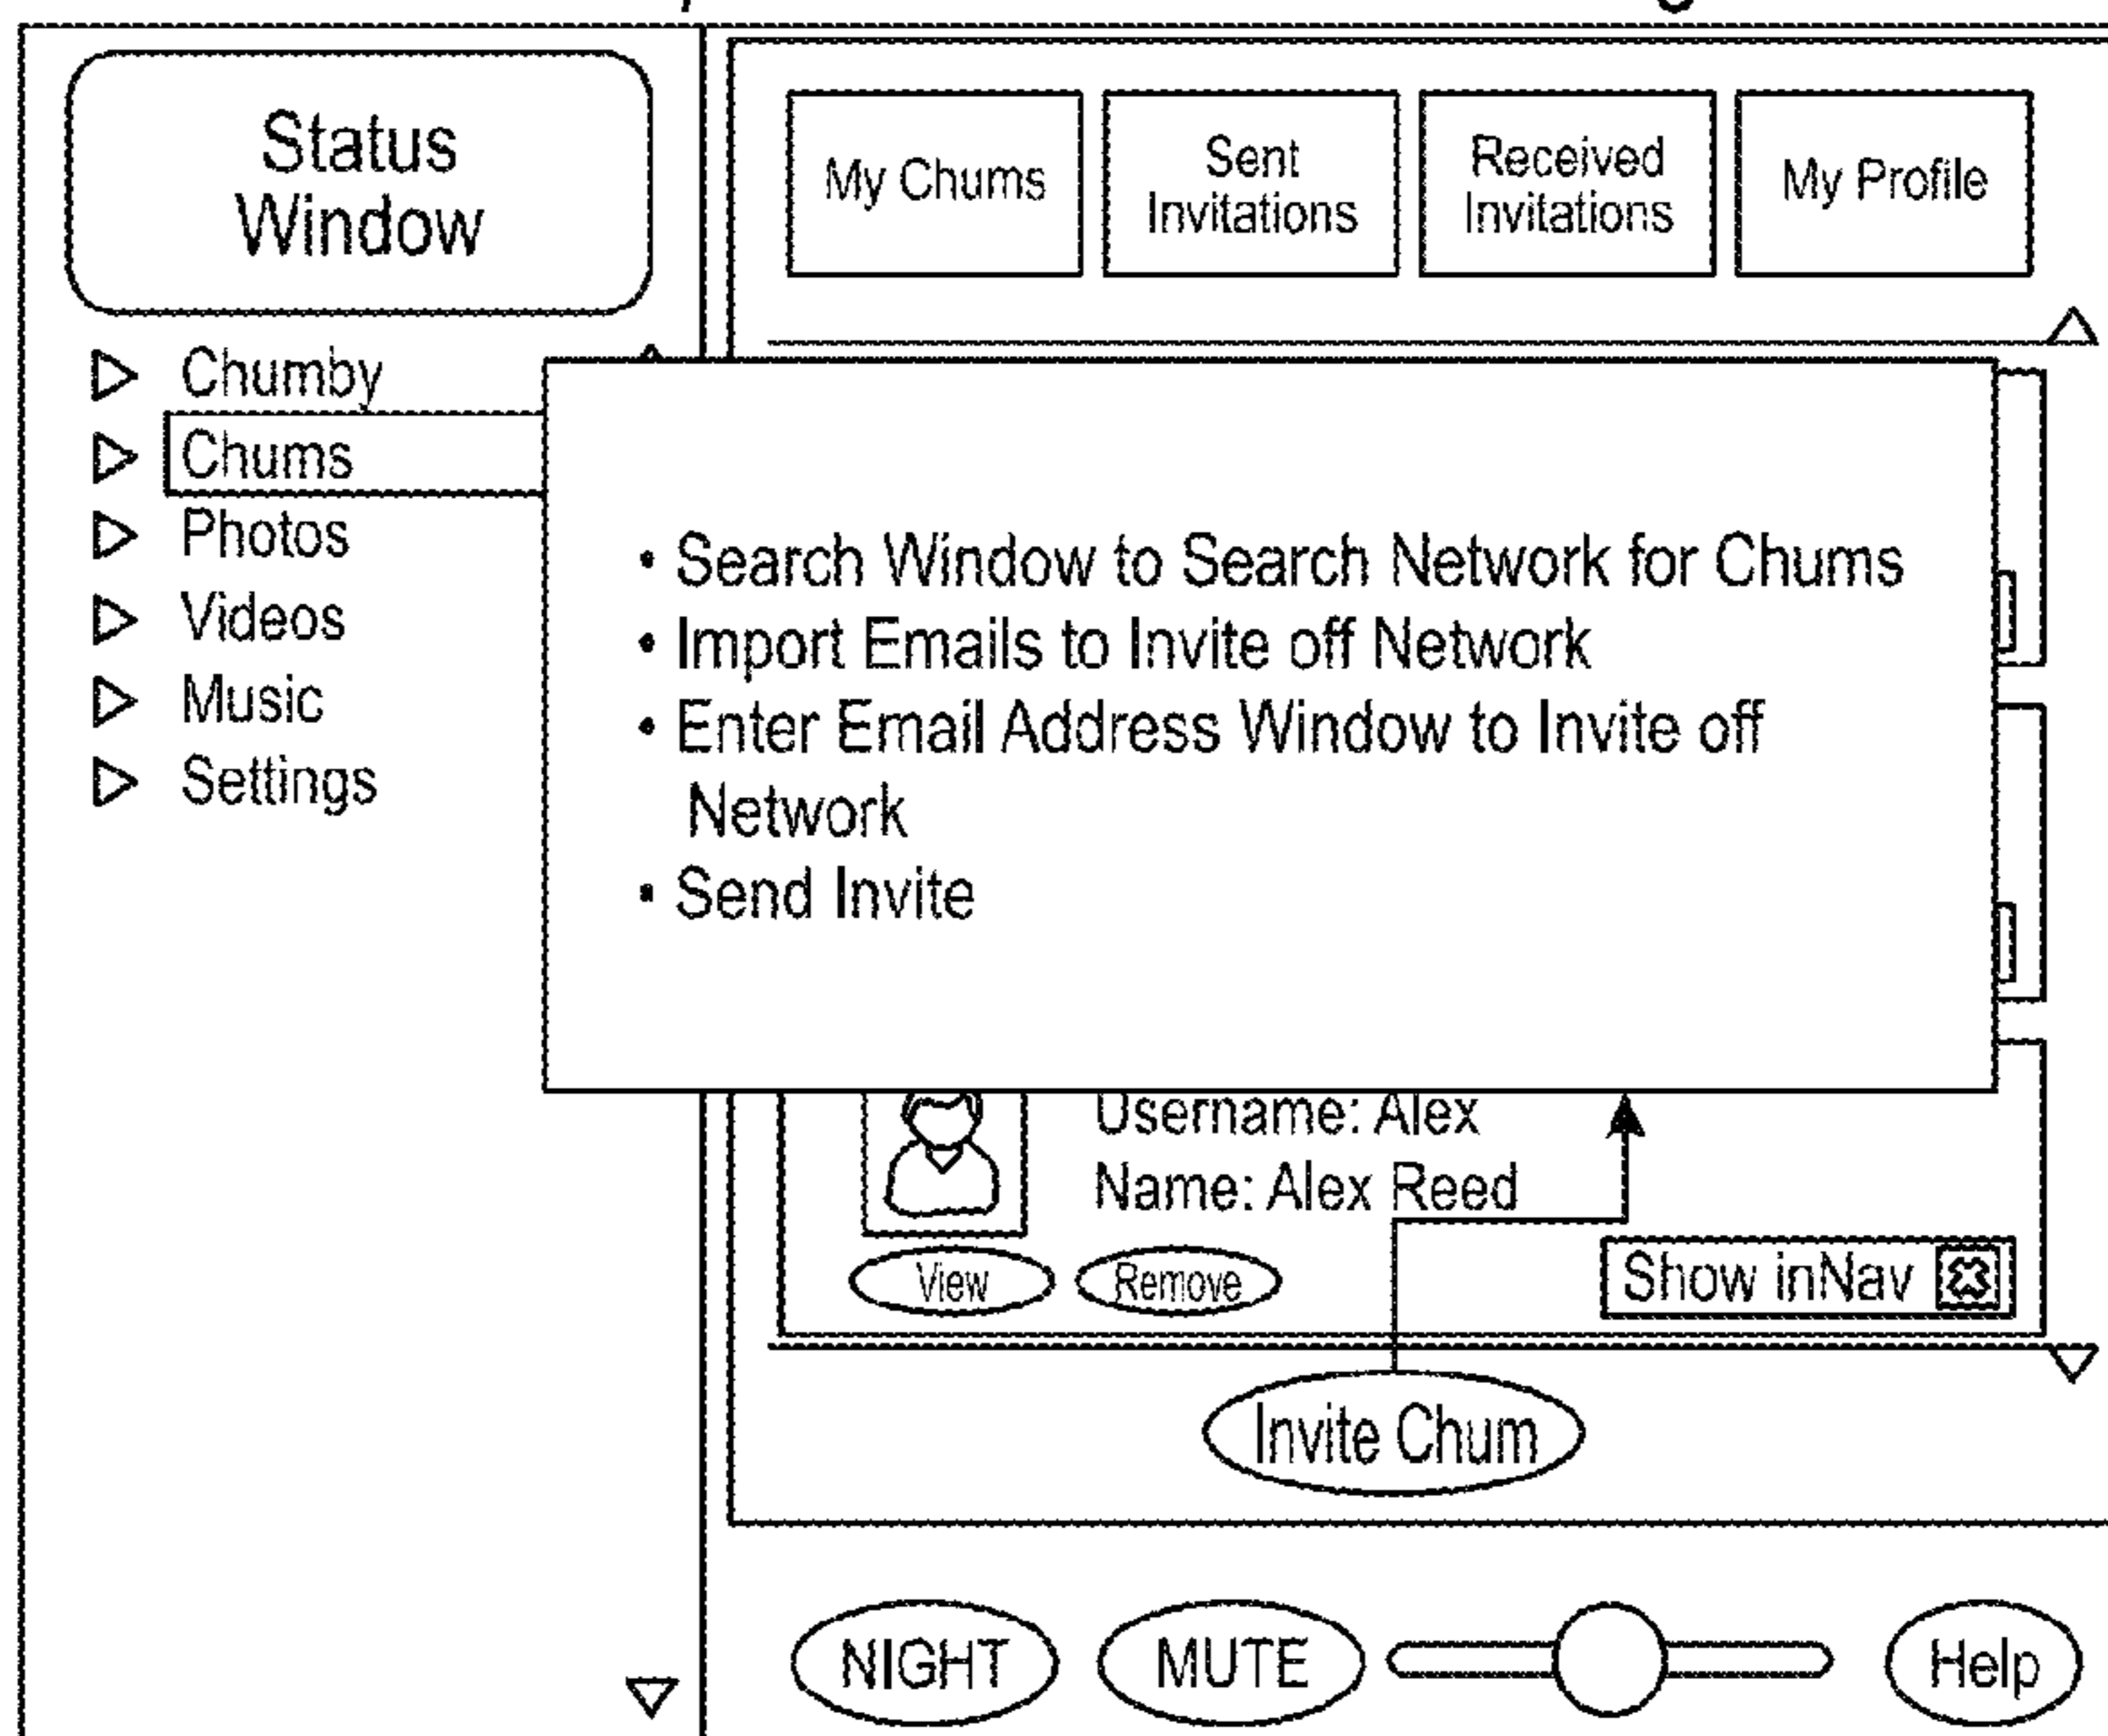 Status
Window
My Chums
Sent
Invitations
Received
Invitations
My Profile
Chumby
Chums
Photos
Videos
Music
Settings
• Search Window to Search Network for Chums
• Import Emails to Invite off Network
• Enter Email Address Window to Invite off
Network
• Send Invite
Username: Alex
Name: Alex Reed
View
Remove
Show inNav
Invite Chum
NIGHT
MUTE
Help